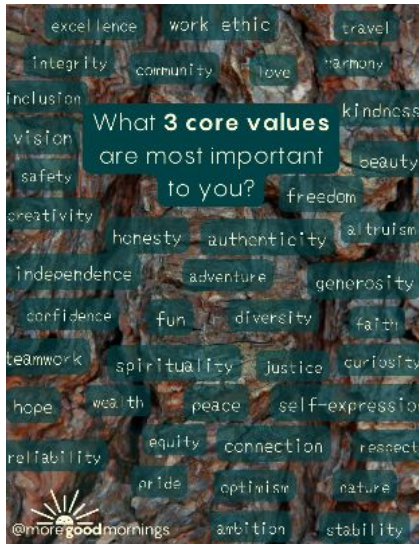 excellence work ethic travel
integrity community love harmony
inclusion kindness
What 3 core values
vision
are most important
beauty
safety
to you?
freedom
creativity altruism
honesty authenticity
independence adventure generosity
confidence fun diversity faith
teamwork spirituality justice curiosity
hope wealth peace self-expression
equity connection respect
reliability
pride optimism nature
@moregoodmornings
ambition stability